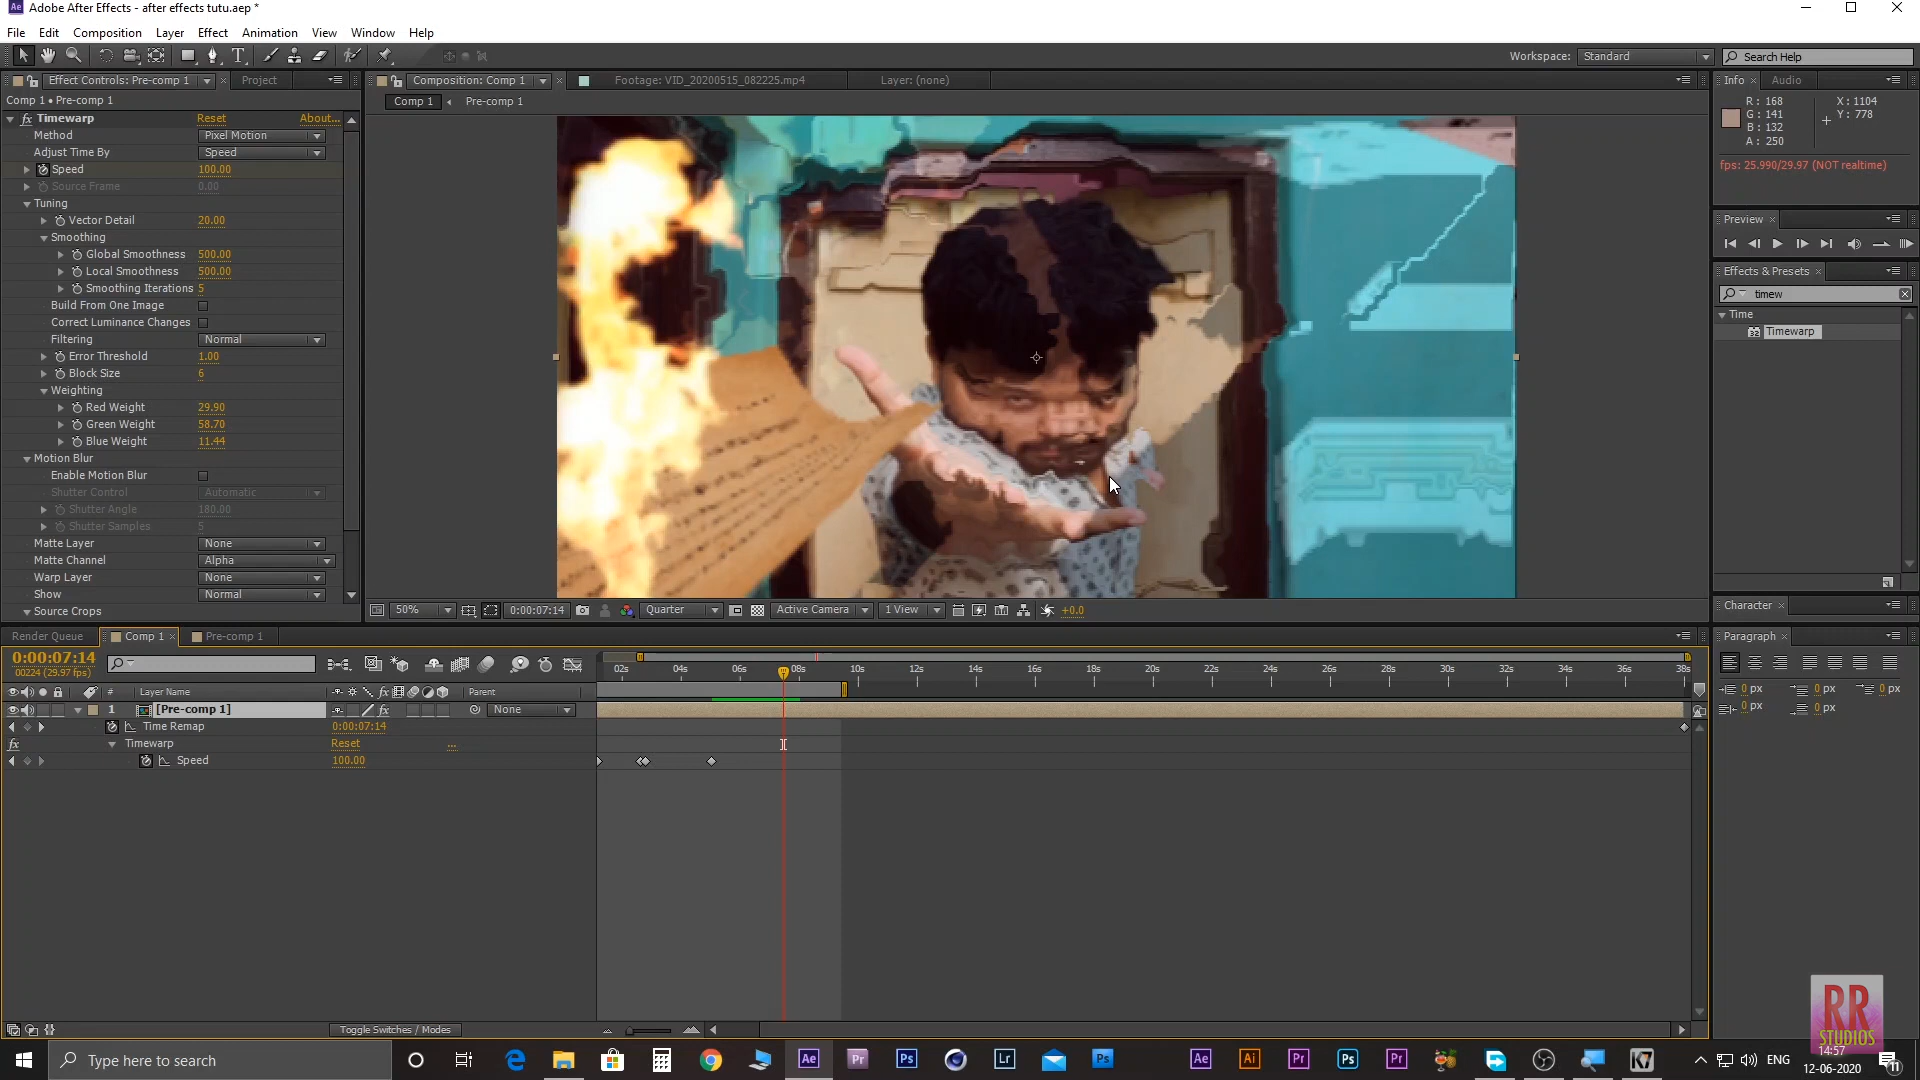 Adobe After Effects - after effects tutu.aep *
File Edit Composition Layer Effect Animation View Window Help
Workspace: Standard Search Help
Effect Controls: Pre-comp 1 Project
Composition: Comp 1 Footage: VID_20200515_082225.mp4 Layer: (none)
Info Audio
Comp 1 • Pre-comp 1
Comp 1 Pre-comp 1
R : 168
G : 141
B : 132
A : 250
X : 1104
Y : 778
fps: 25.990/29.97 (NOT realtime)
Timewarp Reset About...
Method Pixel Motion
Adjust Time By Speed
Speed 100.00
Source Frame 0.00
Tuning
Vector Detail 20.00
Smoothing
Global Smoothness 500.00
Local Smoothness 500.00
Smoothing Iterations 5
Build From One Image
Correct Luminance Changes
Filtering Normal
Error Threshold 1.00
Block Size 6
Weighting
Red Weight 29.90
Green Weight 58.70
Blue Weight 11.44
Motion Blur
Enable Motion Blur
Shutter Control Automatic
Shutter Angle 180.00
Shutter Samples 5
Matte Layer None
Matte Channel Alpha
Warp Layer None
Show Normal
Source Crops
Preview
Effects & Presets
timew
Time
Timewarp
50% 0:00:07:14 Quarter Active Camera 1 View +0.0
Character
Paragraph
0 px 0 px 0 px
0 px 0 px
Render Queue Comp 1 Pre-comp 1
0:00:07:14
00224 (29.97 fps)
02s 04s 06s 08s 10s 12s 14s 16s 18s 20s 22s 24s 26s 28s 30s 32s 34s 36s 38s
# Layer Name Parent
1 [Pre-comp 1] None
Time Remap 0:00:07:14
Timewarp Reset ...
Speed 100.00
Toggle Switches / Modes
RR
STUDIOS
Type here to search
Ae Pr Ps Lr Ps Ae Ai Pr Ps Pr
ENG
14:57
12-06-2020
11